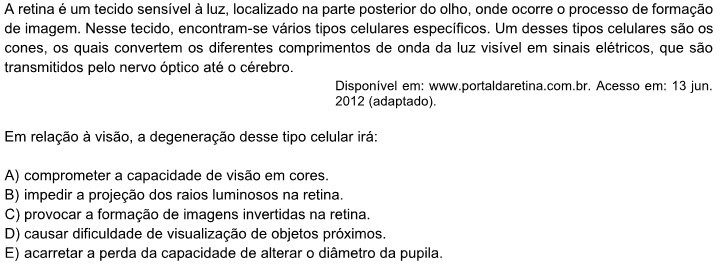 A retina é um tecido sensível à luz, localizado na parte posterior do olho, onde ocorre o processo de formação
de imagem. Nesse tecido, encontram-se vários tipos celulares específicos. Um desses tipos celulares são os
cones, os quais convertem os diferentes comprimentos de onda da luz visível em sinais elétricos, que são
transmitidos pelo nervo óptico até o cérebro.
Disponível em: www.portaldaretina.com.br. Acesso em: 13 jun.
2012 (adaptado).
Em relação à visão, a degeneração desse tipo celular irá:
A) comprometer a capacidade de visão em cores.
B) impedir a projeção dos raios luminosos na retina.
C) provocar a formação de imagens invertidas na retina.
D) causar dificuldade de visualização de objetos próximos.
E) acarretar a perda da capacidade de alterar o diâmetro da pupila.